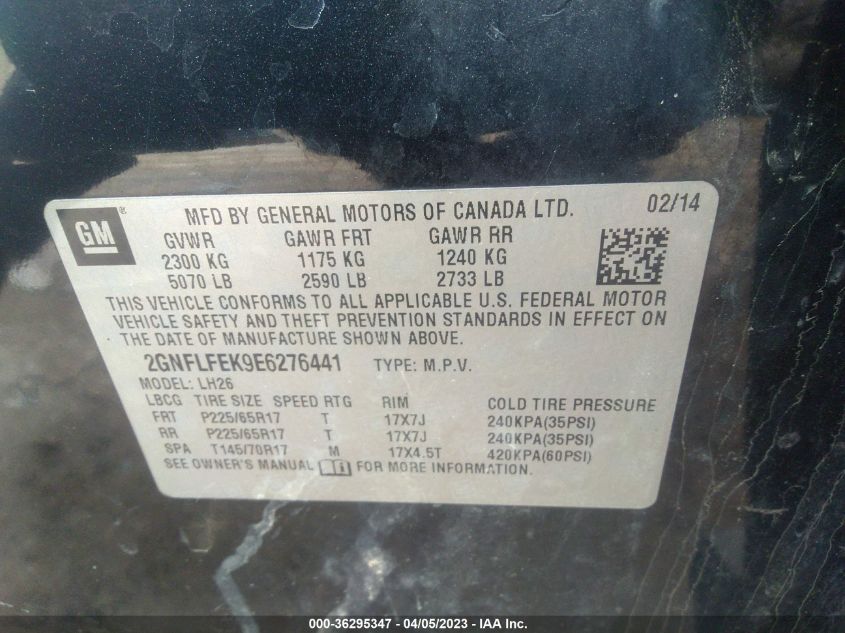 GM ® MFD BY GENERAL MOTORS OF CANADA LTD. 02/14
GVWR GAWR FRT GAWR RR
2300 KG 1175 KG 1240 KG
5070 LB 2590 LB 2733 LB
THIS VEHICLE CONFORMS TO ALL APPLICABLE U.S. FEDERAL MOTOR
VEHICLE SAFETY AND THEFT PREVENTION STANDARDS IN EFFECT ON
THE DATE OF MANUFACTURE SHOWN ABOVE.
2GNFLFEK9E6276441 TYPE: M.P.V.
MODEL: LH26
LBCG TIRE SIZE SPEED RTG RIM COLD TIRE PRESSURE
FRT P225/65R17 T 17X7J 240KPA(35PSI)
RR P225/65R17 T 17X7J 240KPA(35PSI)
SPA T145/70R17 M 17X4.5T 420KPA(60PSI)
SEE OWNER'S MANUAL FOR MORE INFORMATION.
000-36295347 - 04/05/2023 - IAA Inc.